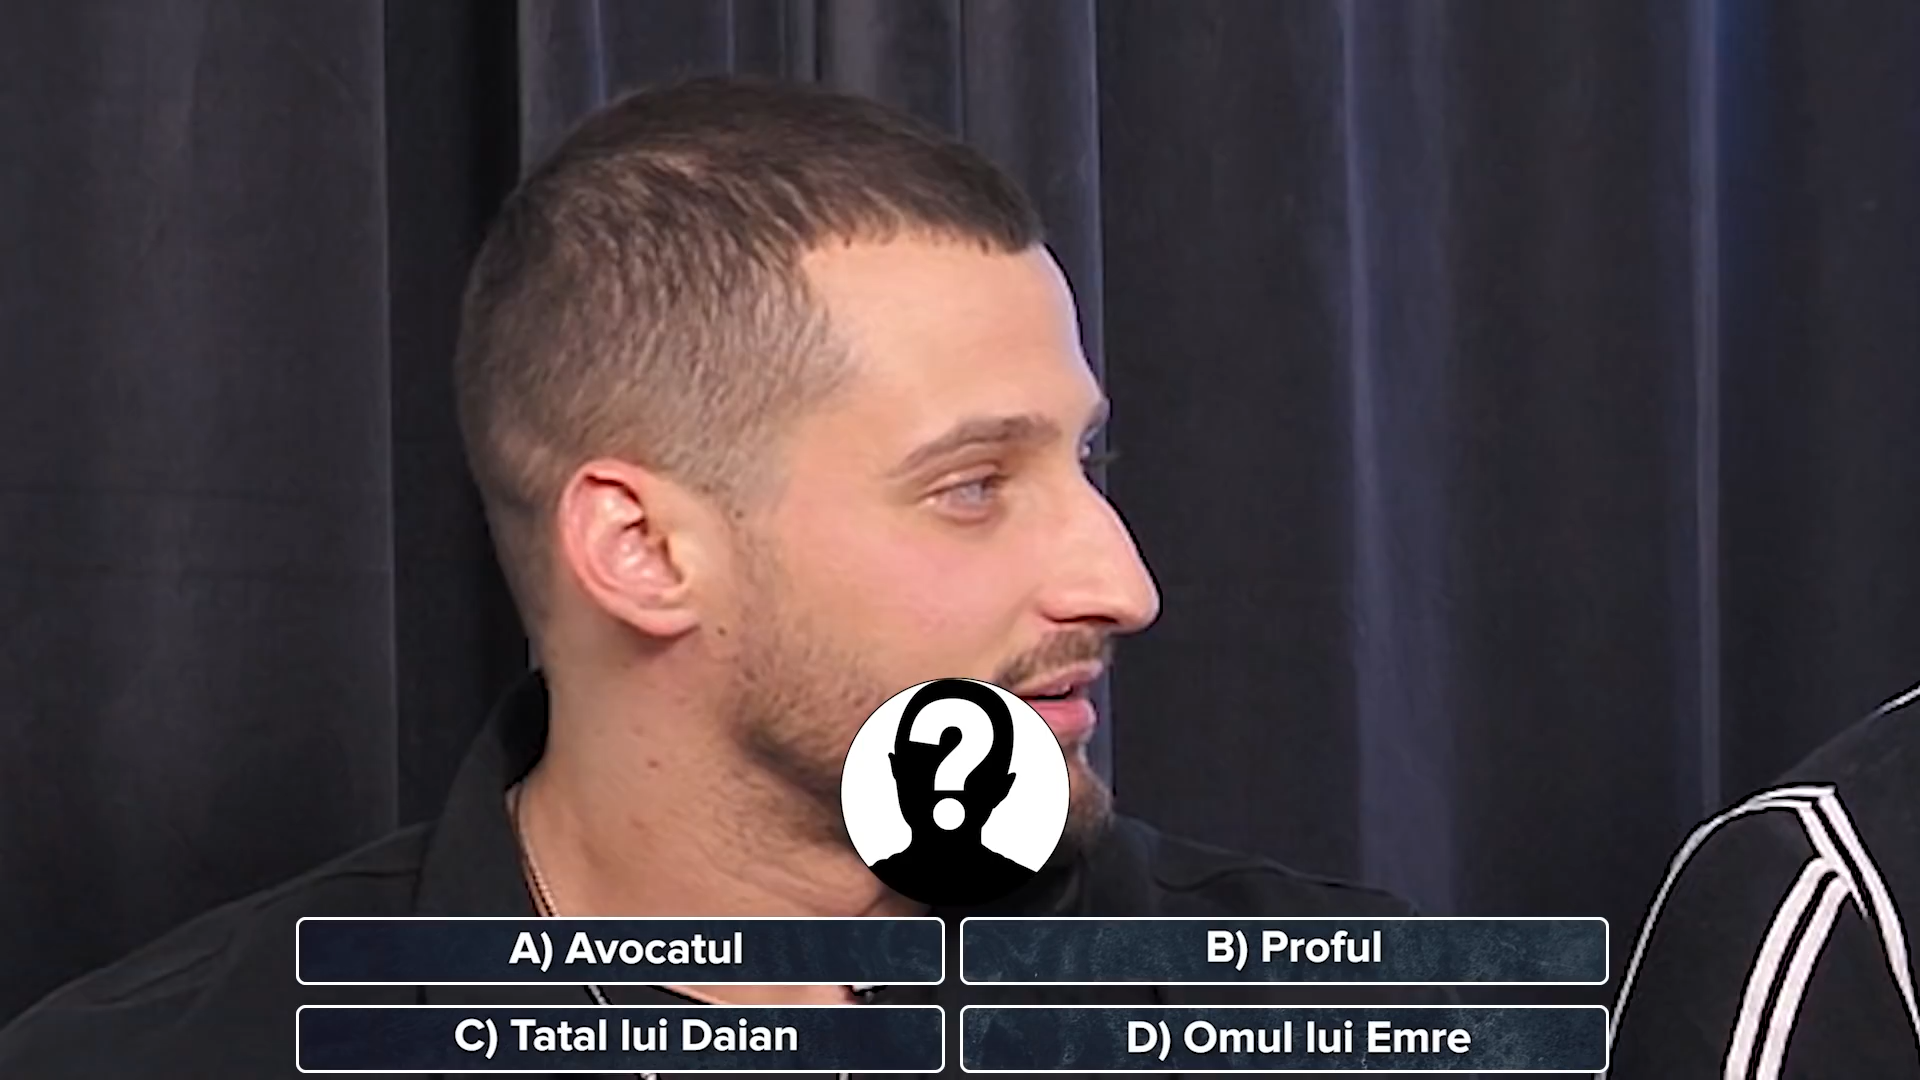 ?
A) Avocatul
B) Proful
C) Tatal lui Daian
D) Omul lui Emre